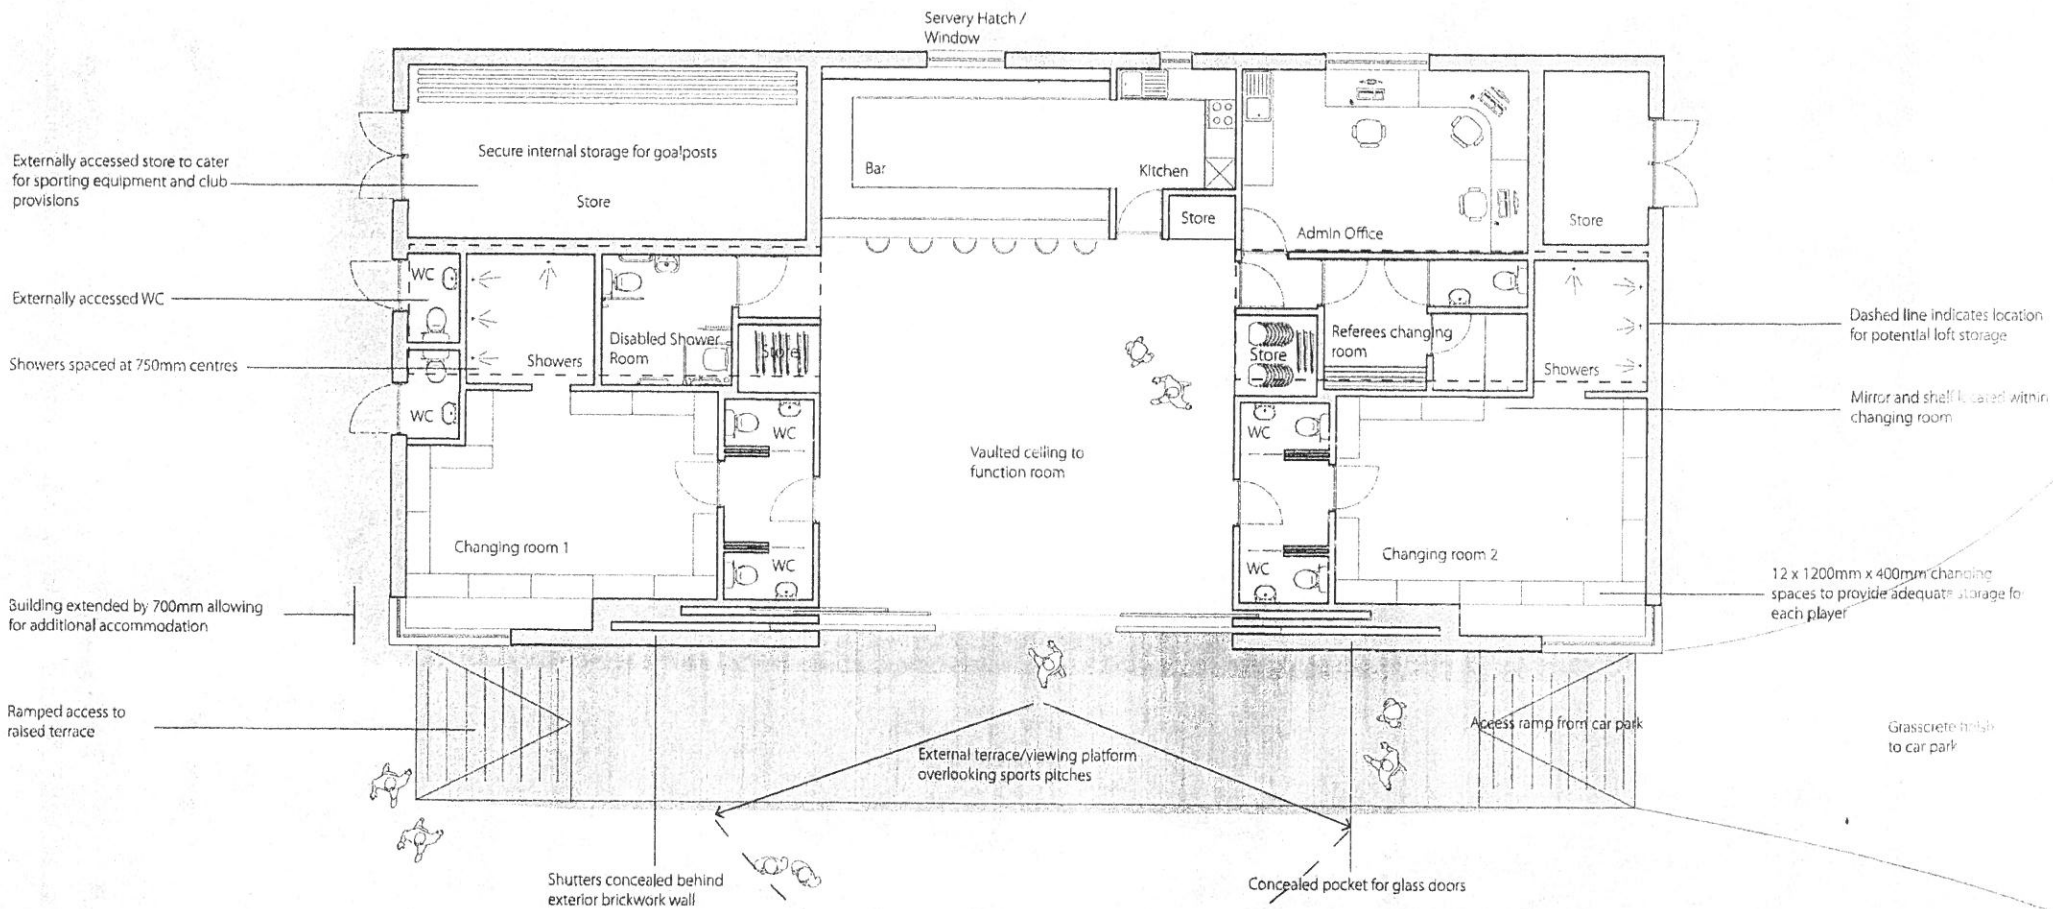 Servery Hatch /
Window
Externally accessed store to cater
for sporting equipment and club
provisions
Secure internal storage for goalposts
Store
Bar
Kitchen
Store
Admin Office
Store
Externally accessed WC
WC
Showers spaced at 750mm centres
WC
Showers
Disabled Shower
Room
Store
Store
Referees changing
room
Showers
Dashed line indicates location
for potential loft storage
Mirror and shelf located within
changing room
WC
WC
Vaulted ceiling to
function room
Changing room 1
WC
WC
Changing room 2
12 x 1200mm x 400mm changing
spaces to provide adequate storage for
each player
Building extended by 700mm allowing
for additional accommodation
Ramped access to
raised terrace
External terrace/viewing platform
overlooking sports pitches
Access ramp from car park
Grasscrete finish
to car park
Shutters concealed behind
exterior brickwork wall
Concealed pocket for glass doors